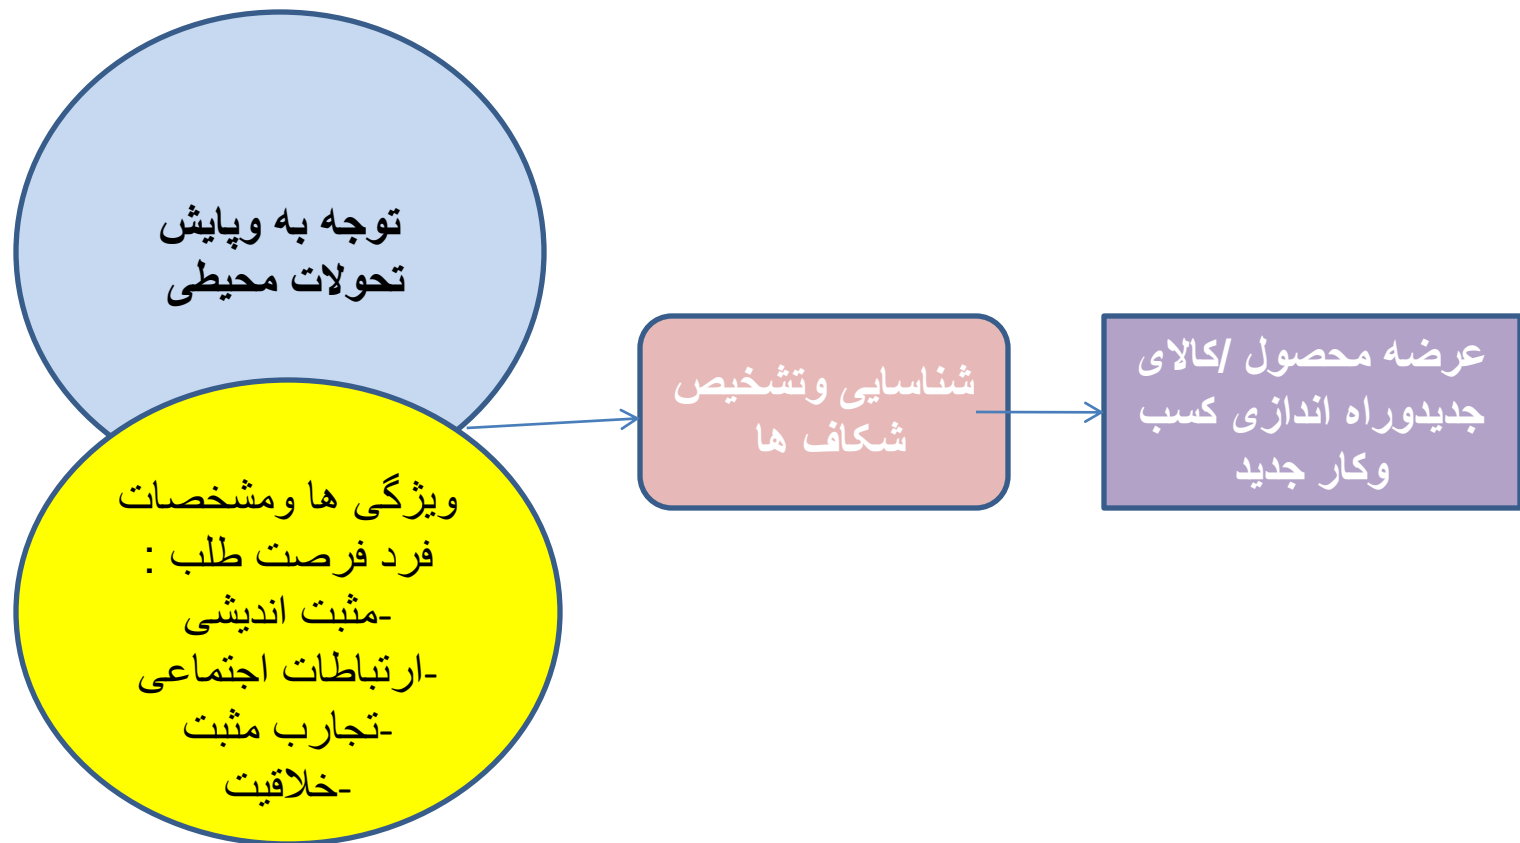 توجه به وپایش
تحولات محیطی
ویژگی ها ومشخصات
فرد فرصت طلب :
-مثبت اندیشی
-ارتباطات اجتماعی
-تجارب مثبت
-خلاقیت
شناسایی وتشخیص
شکاف ها
عرضه محصول /کالای
جدیدوراه اندازی کسب
وکار جدید